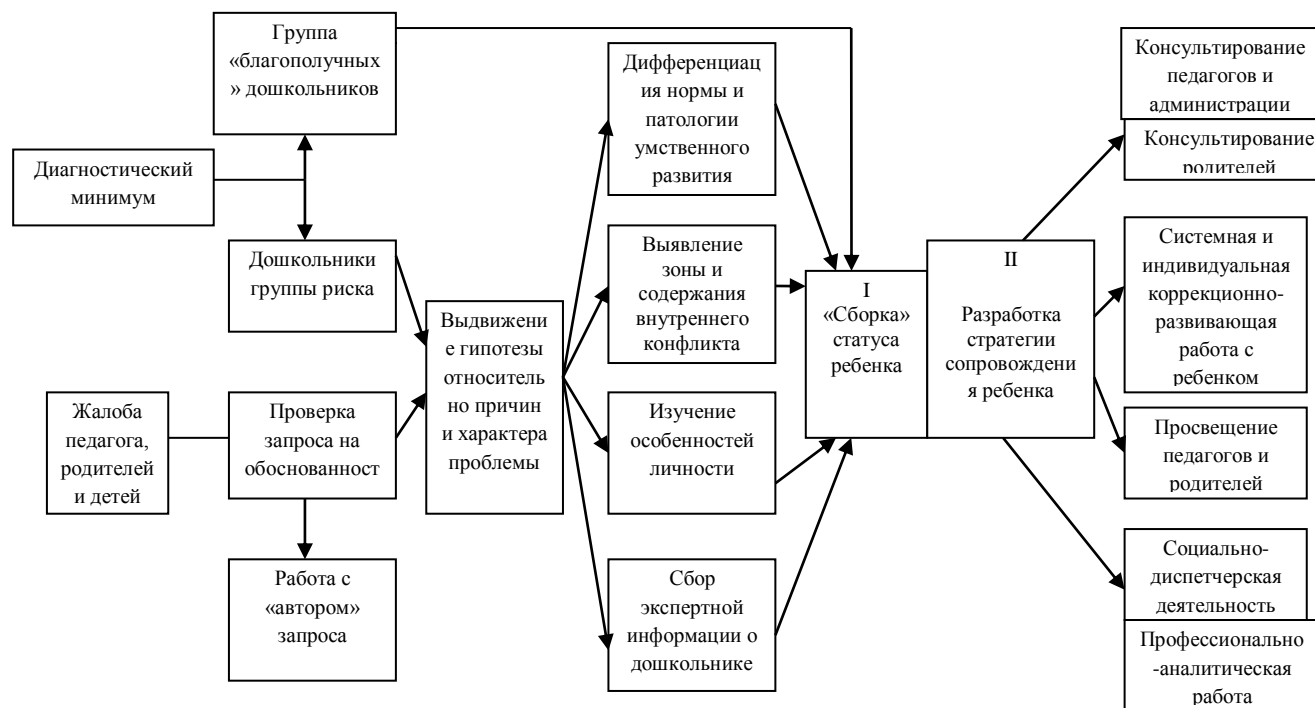 Группа
«благополучных
» дошкольников
Диагностический
минимум
Дошкольники
группы риска
Жалоба
педагога,
родителей
и детей
Проверка
запроса на
обоснованност
Работа с
«автором»
запроса
Выдвижени
е гипотезы
относитель
но причин
и характера
проблемы
Дифференциац
ия нормы и
патологии
умственного
развития
Выявление
зоны и
содержания
внутреннего
конфликта
Изучение
особенностей
личности
Сбор
экспертной
информации о
дошкольнике
I
«Сборка»
статуса
ребенка
II
Разработка
стратегии
сопровожден
ия ребенка
Консультирование
педагогов и
администрации
Консультирование
родителей
Системная и
индивидуальная
коррекционно-
развивающая
работа с
ребенком
Просвещение
педагогов и
родителей
Социально-
диспетчерская
деятельность
Профессионально
-аналитическая
работа